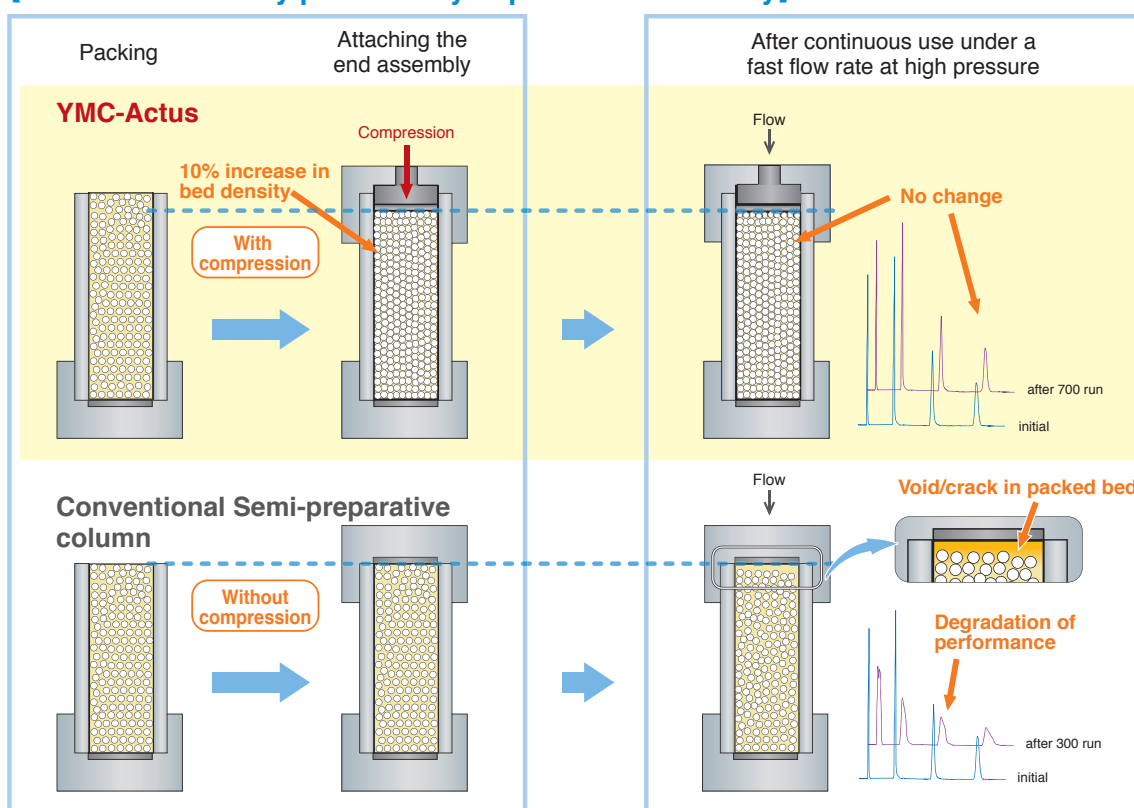 Packing
Attaching the
end assembly
After continuous use under a
fast flow rate at high pressure
YMC-Actus
Compression
10% increase in
bed density
With
compression
Flow
No change
after 700 run
initial
Conventional Semi-preparative
column
Without
compression
Flow
Void/crack in packed bed
Degradation of
performance
after 300 run
initial